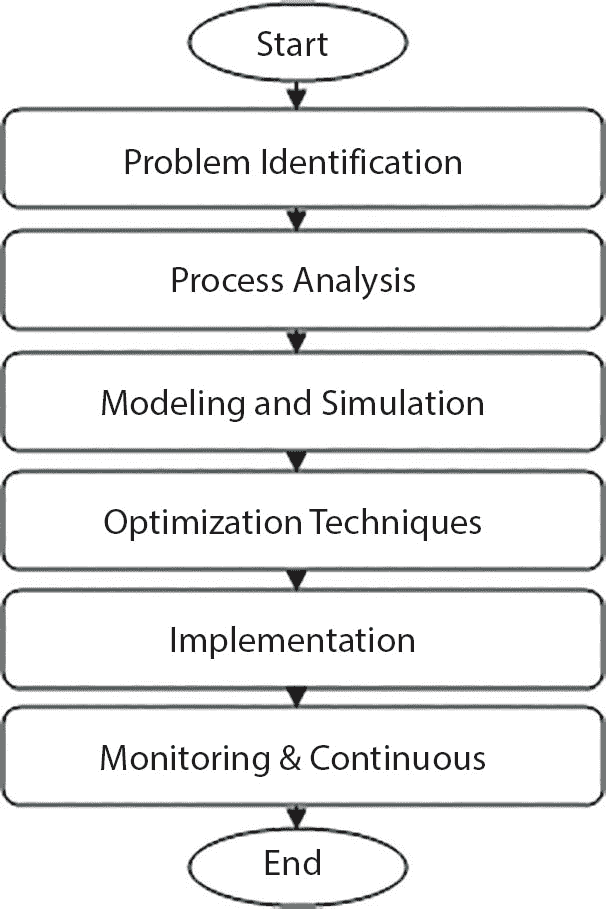 Start
Problem Identification
Process Analysis
Modeling and Simulation
Optimization Techniques
Implementation
Monitoring & Continuous
End